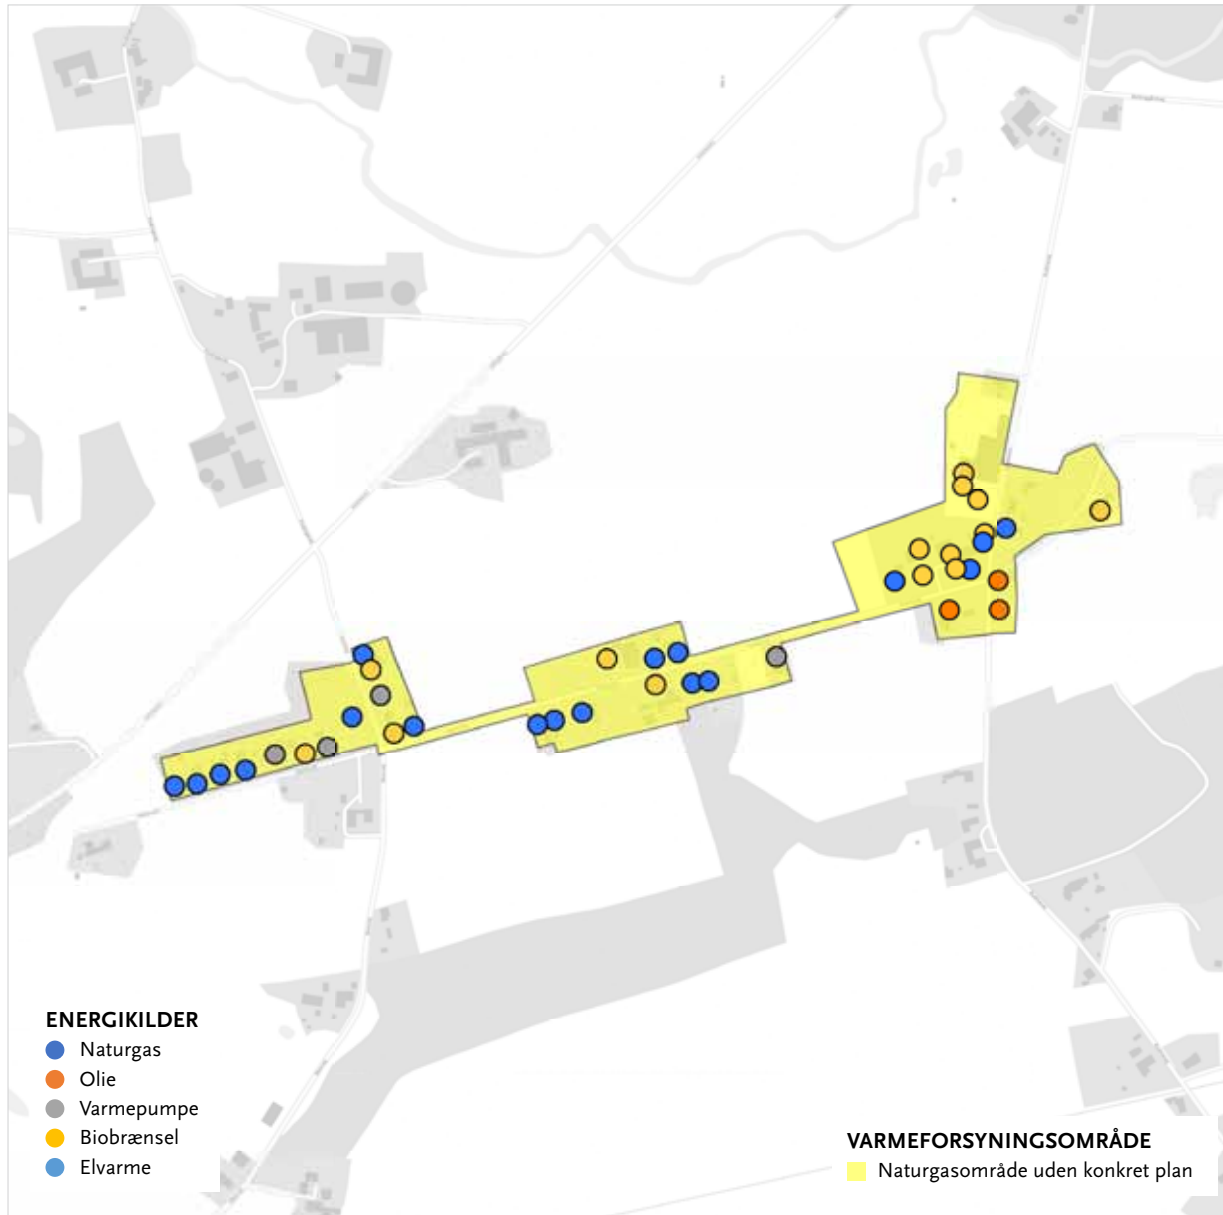 ENERGIKILDER
Naturgas
Olie
Varmepumpe
Biobrænsel
Elvarme
VARMEFORSYNINGSOMRÅDE
Naturgasområde uden konkret plan